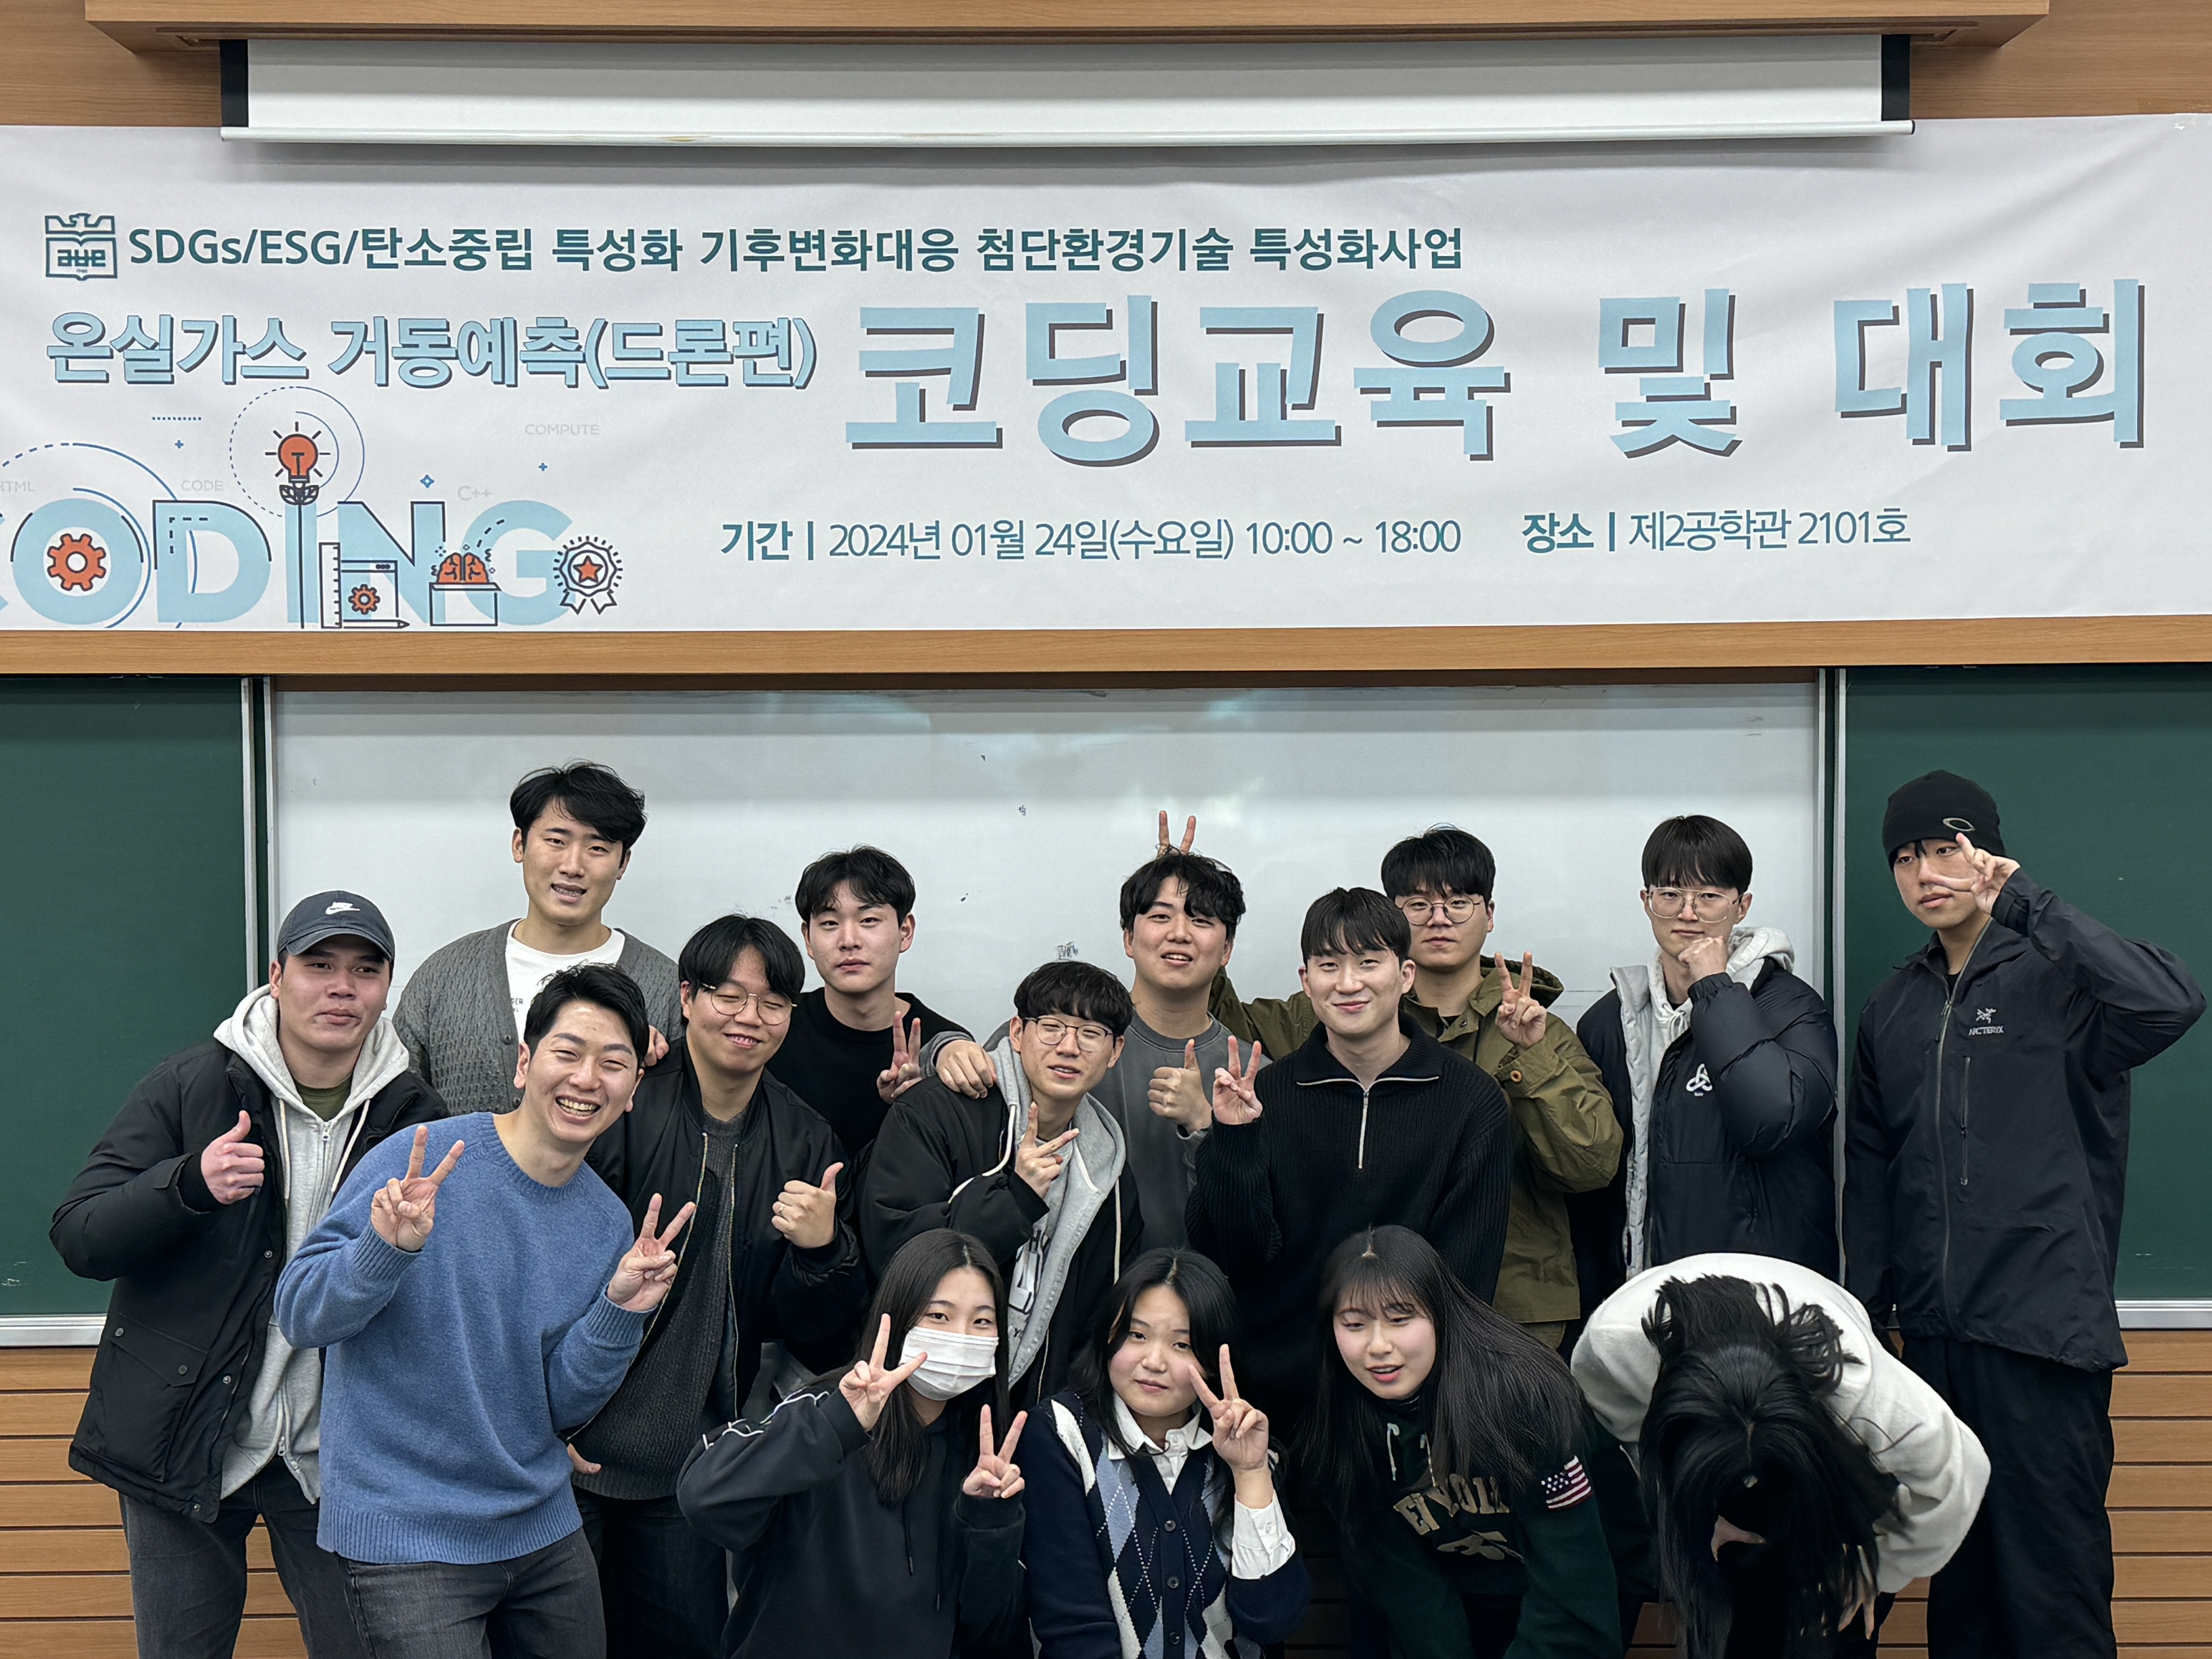 SDGs/ESG/탄소중립 특성화 기후변화대응 첨단환경기술 특성화사업
온실가스 거동예측(드론편) 코딩교육 및 대회
COMPUTE
HTML
CODE
C++
CODING
기간 | 2024년 01월 24일(수요일) 10:00 ~ 18:00 장소 | 제2공학관 2101호
ARC'TERYX